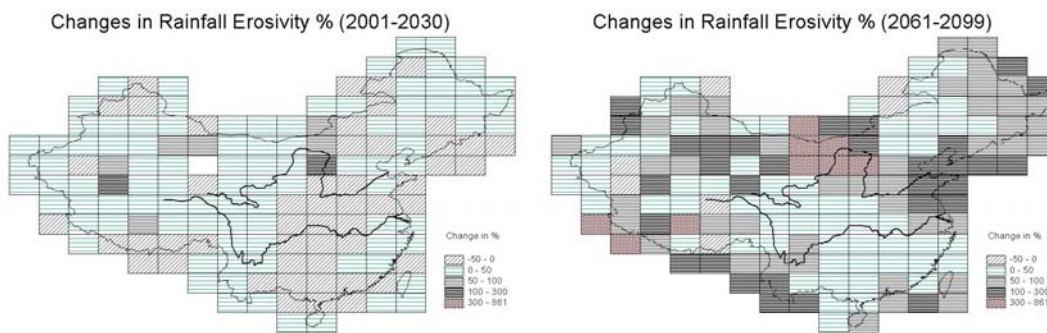 Changes in Rainfall Erosivity % (2001-2030)
Changes in Rainfall Erosivity % (2061-2099)
Change in %
-50 - 0
0 - 50
50 - 100
100 - 300
300 - 861
Change in %
-50 - 0
0 - 50
50 - 100
100 - 300
300 - 861